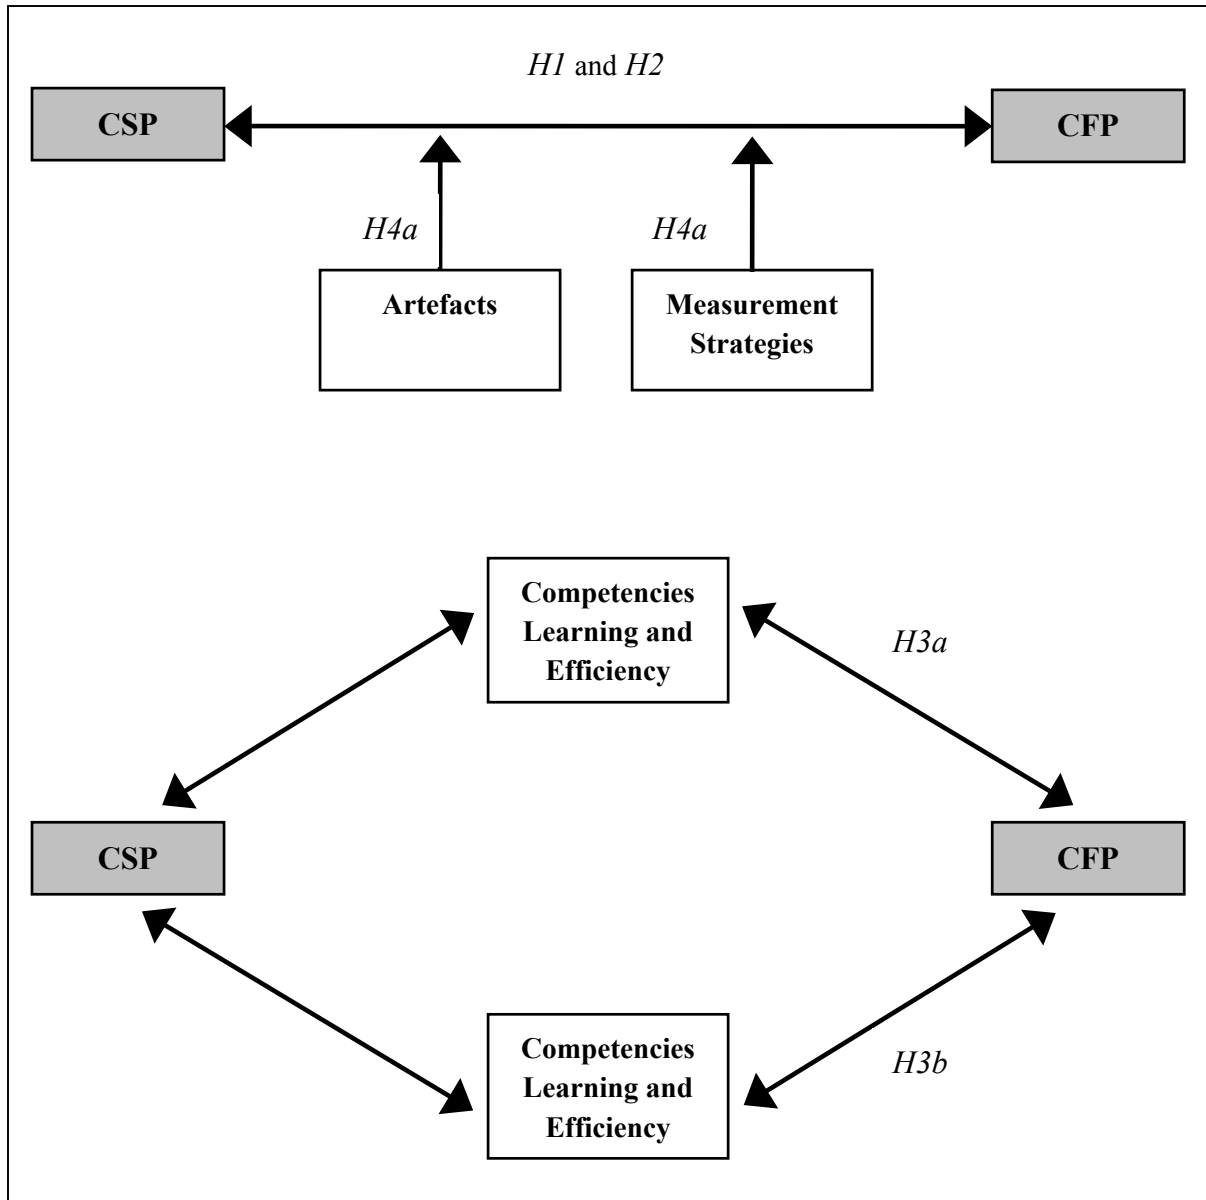 H1 and H2
CSP
CFP
H4a
H4a
Artefacts
Measurement
Strategies
Competencies
Learning and
Efficiency
H3a
CSP
CFP
Competencies
Learning and
Efficiency
H3b